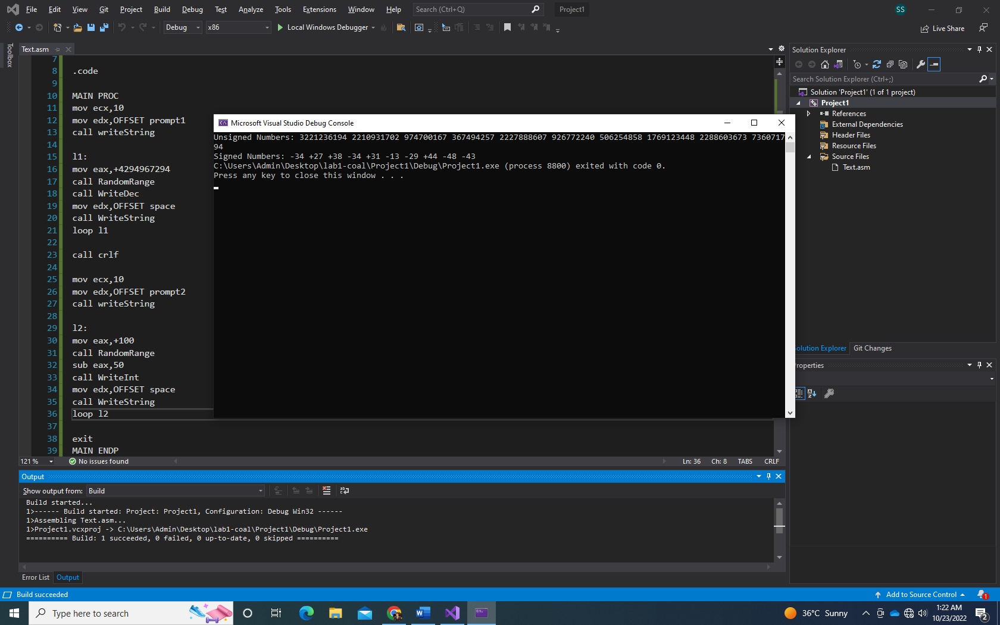 File Edit View Git Project Build Debug Test Analyze Tools Extensions Window Help Search (Ctrl+Q) Project1 SS
Debug x86 Local Windows Debugger Live Share
Toolbox
Text.asm
7
8 .code
9
10 MAIN PROC
11 mov ecx,10
12 mov edx,OFFSET prompt1
13 call writeString
14
15 l1:
16 mov eax,+4294967294
17 call RandomRange
18 call WriteDec
19 mov edx,OFFSET space
20 call WriteString
21 loop l1
22
23 call crlf
24
25 mov ecx,10
26 mov edx,OFFSET prompt2
27 call writeString
28
29 l2:
30 mov eax,+100
31 call RandomRange
32 sub eax,50
33 call WriteInt
34 mov edx,OFFSET space
35 call WriteString
36 loop l2
37
38 exit
39 MAIN ENDP
121 % No issues found Ln: 36 Ch: 8 TABS CRLF
Microsoft Visual Studio Debug Console
Unsigned Numbers: 3221236194 2210931702 974700167 367494257 2227888607 926772240 506254858 1769123448 2288603673 7360717
94
Signed Numbers: -34 +27 +38 -34 +31 -13 -29 +44 -48 -43
C:\Users\Admin\Desktop\lab1-coal\Project1\Debug\Project1.exe (process 8800) exited with code 0.
Press any key to close this window . . .
Solution Explorer
Search Solution Explorer (Ctrl+;)
Solution 'Project1' (1 of 1 project)
Project1
References
External Dependencies
Header Files
Resource Files
Source Files
Text.asm
olution Explorer Git Changes
roperties
Output
Show output from: Build
Build started...
1>------ Build started: Project: Project1, Configuration: Debug Win32 ------
1>Assembling Text.asm...
1>Project1.vcxproj -> C:\Users\Admin\Desktop\lab1-coal\Project1\Debug\Project1.exe
========== Build: 1 succeeded, 0 failed, 0 up-to-date, 0 skipped ==========
Error List Output
Build succeeded Add to Source Control 1
Type here to search 36°C Sunny 1:22 AM
10/23/2022 2